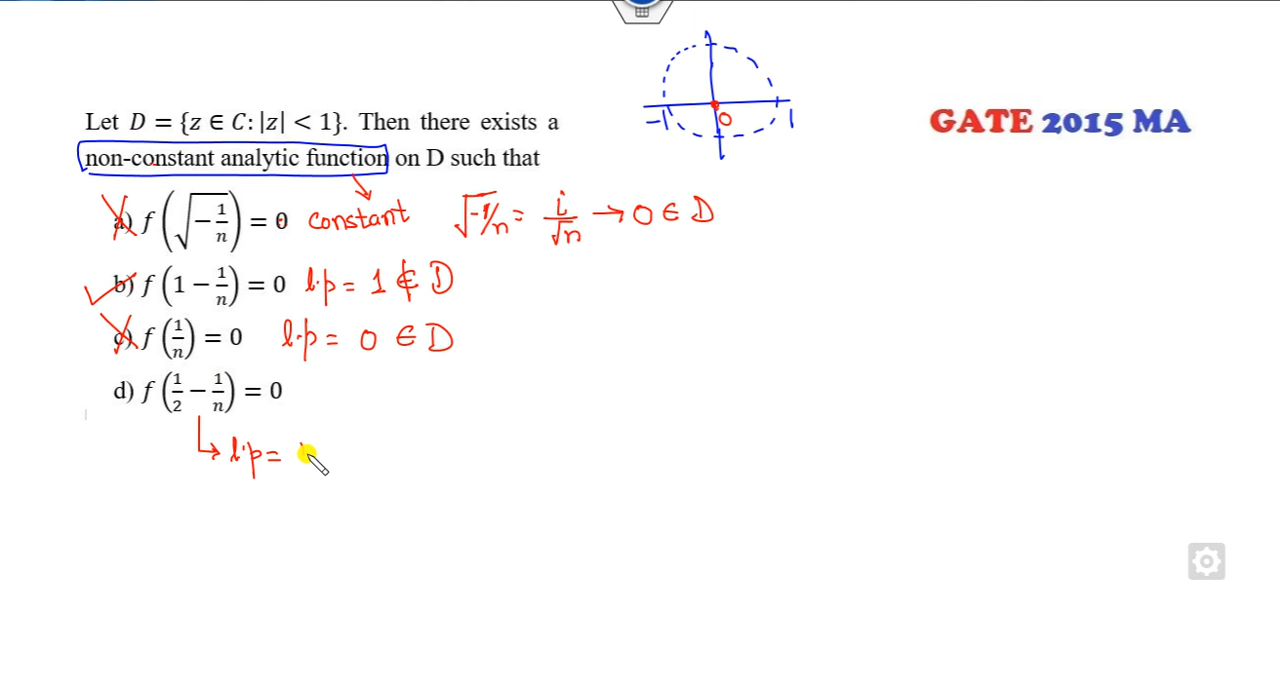 Let D = {z ∈ C: |z| < 1}. Then there exists a
non-constant analytic function on D such that
-1 0 1
GATE 2015 MA
a) f(√(-1/n)) = 0 constant √(-1/n) = i/√n → 0 ∈ D
b) f(1 − 1/n) = 0 l.p = 1 ∉ D
c) f(1/n) = 0 l.p = 0 ∈ D
d) f(1/2 − 1/n) = 0
↳ l.p =